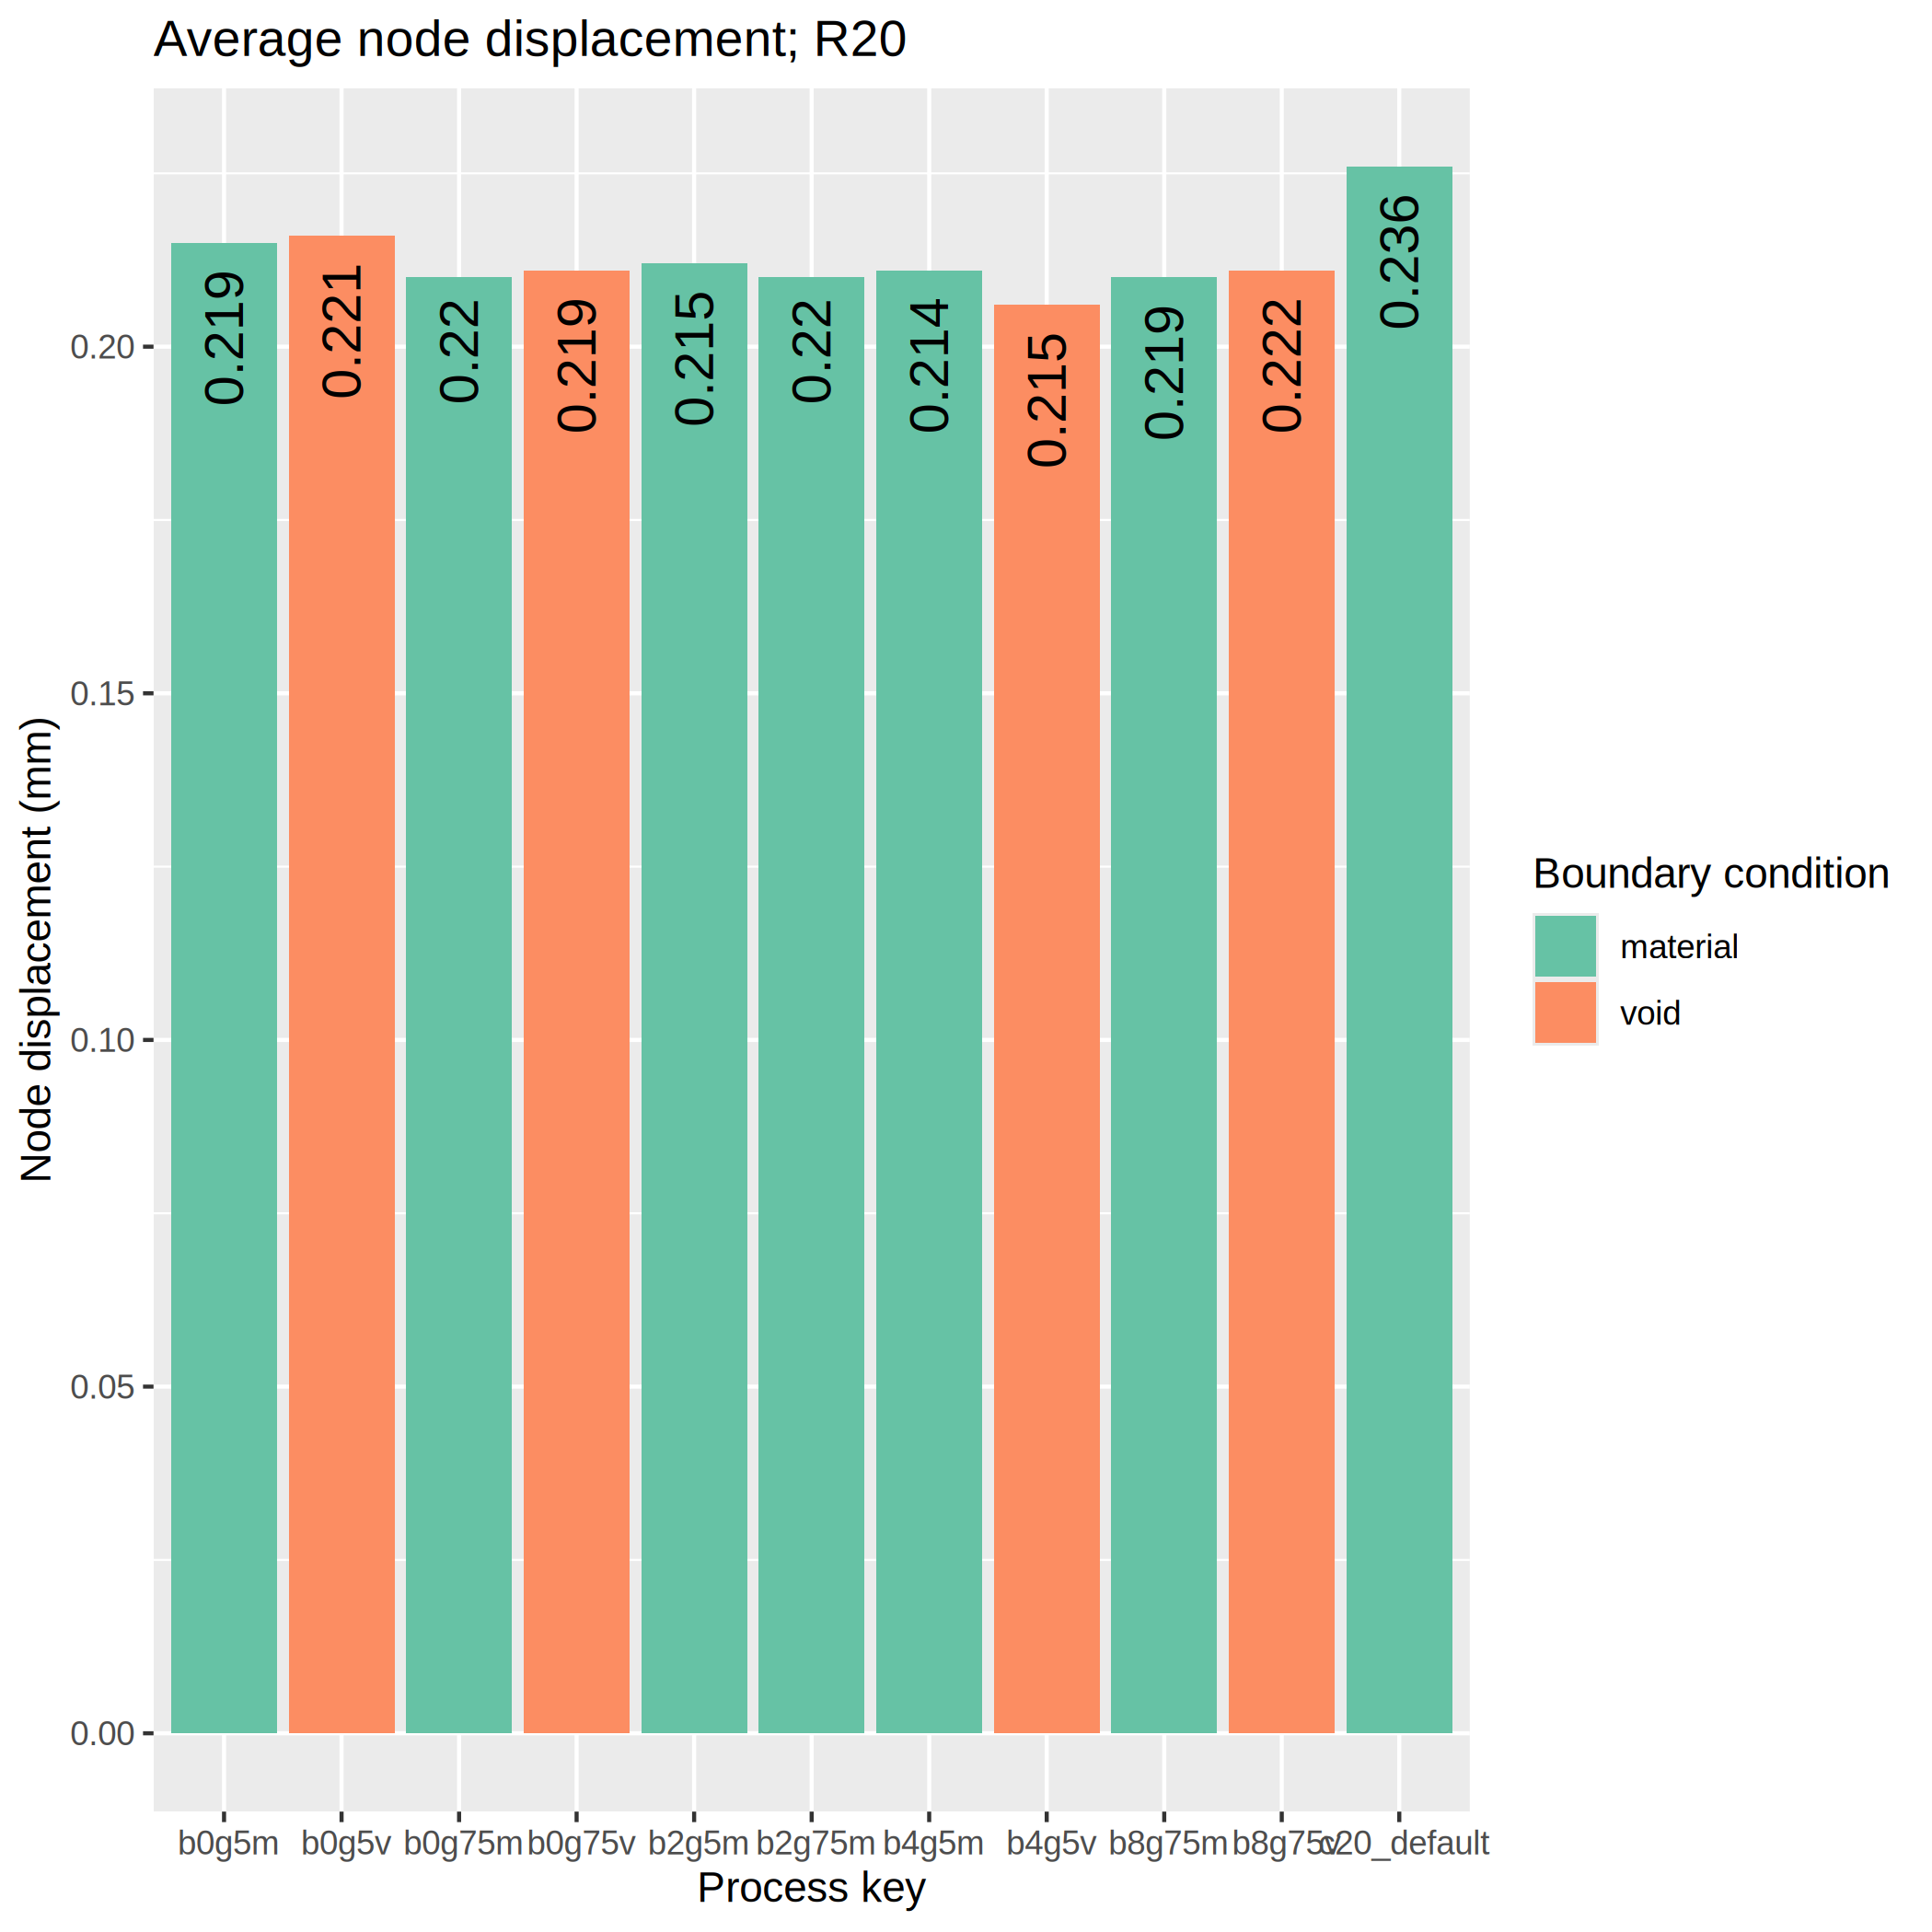 Average node displacement; R20
Node displacement (mm)
0.20
0.15
0.10
0.05
0.00
0.219
0.221
0.22
0.219
0.215
0.22
0.214
0.215
0.219
0.222
0.236
b0g5m b0g5v b0g75m b0g75v b2g5m b2g75m b4g5m b4g5v b8g75m b8g75v c20_default
Process key
Boundary condition
material
void